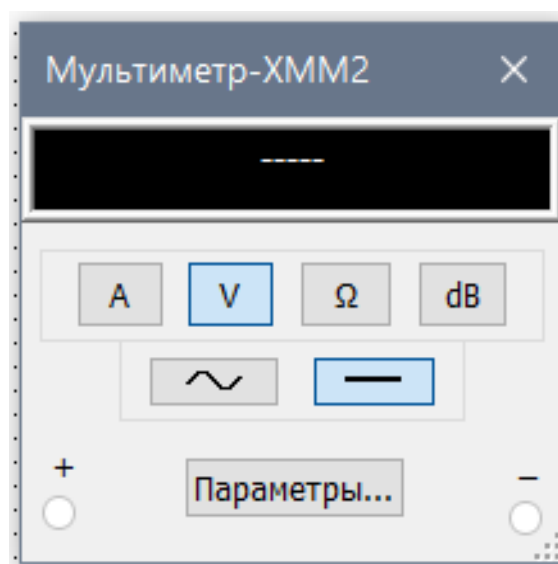 Мультиметр-XMM2
-----
A V Ω dB
+ Параметры... −